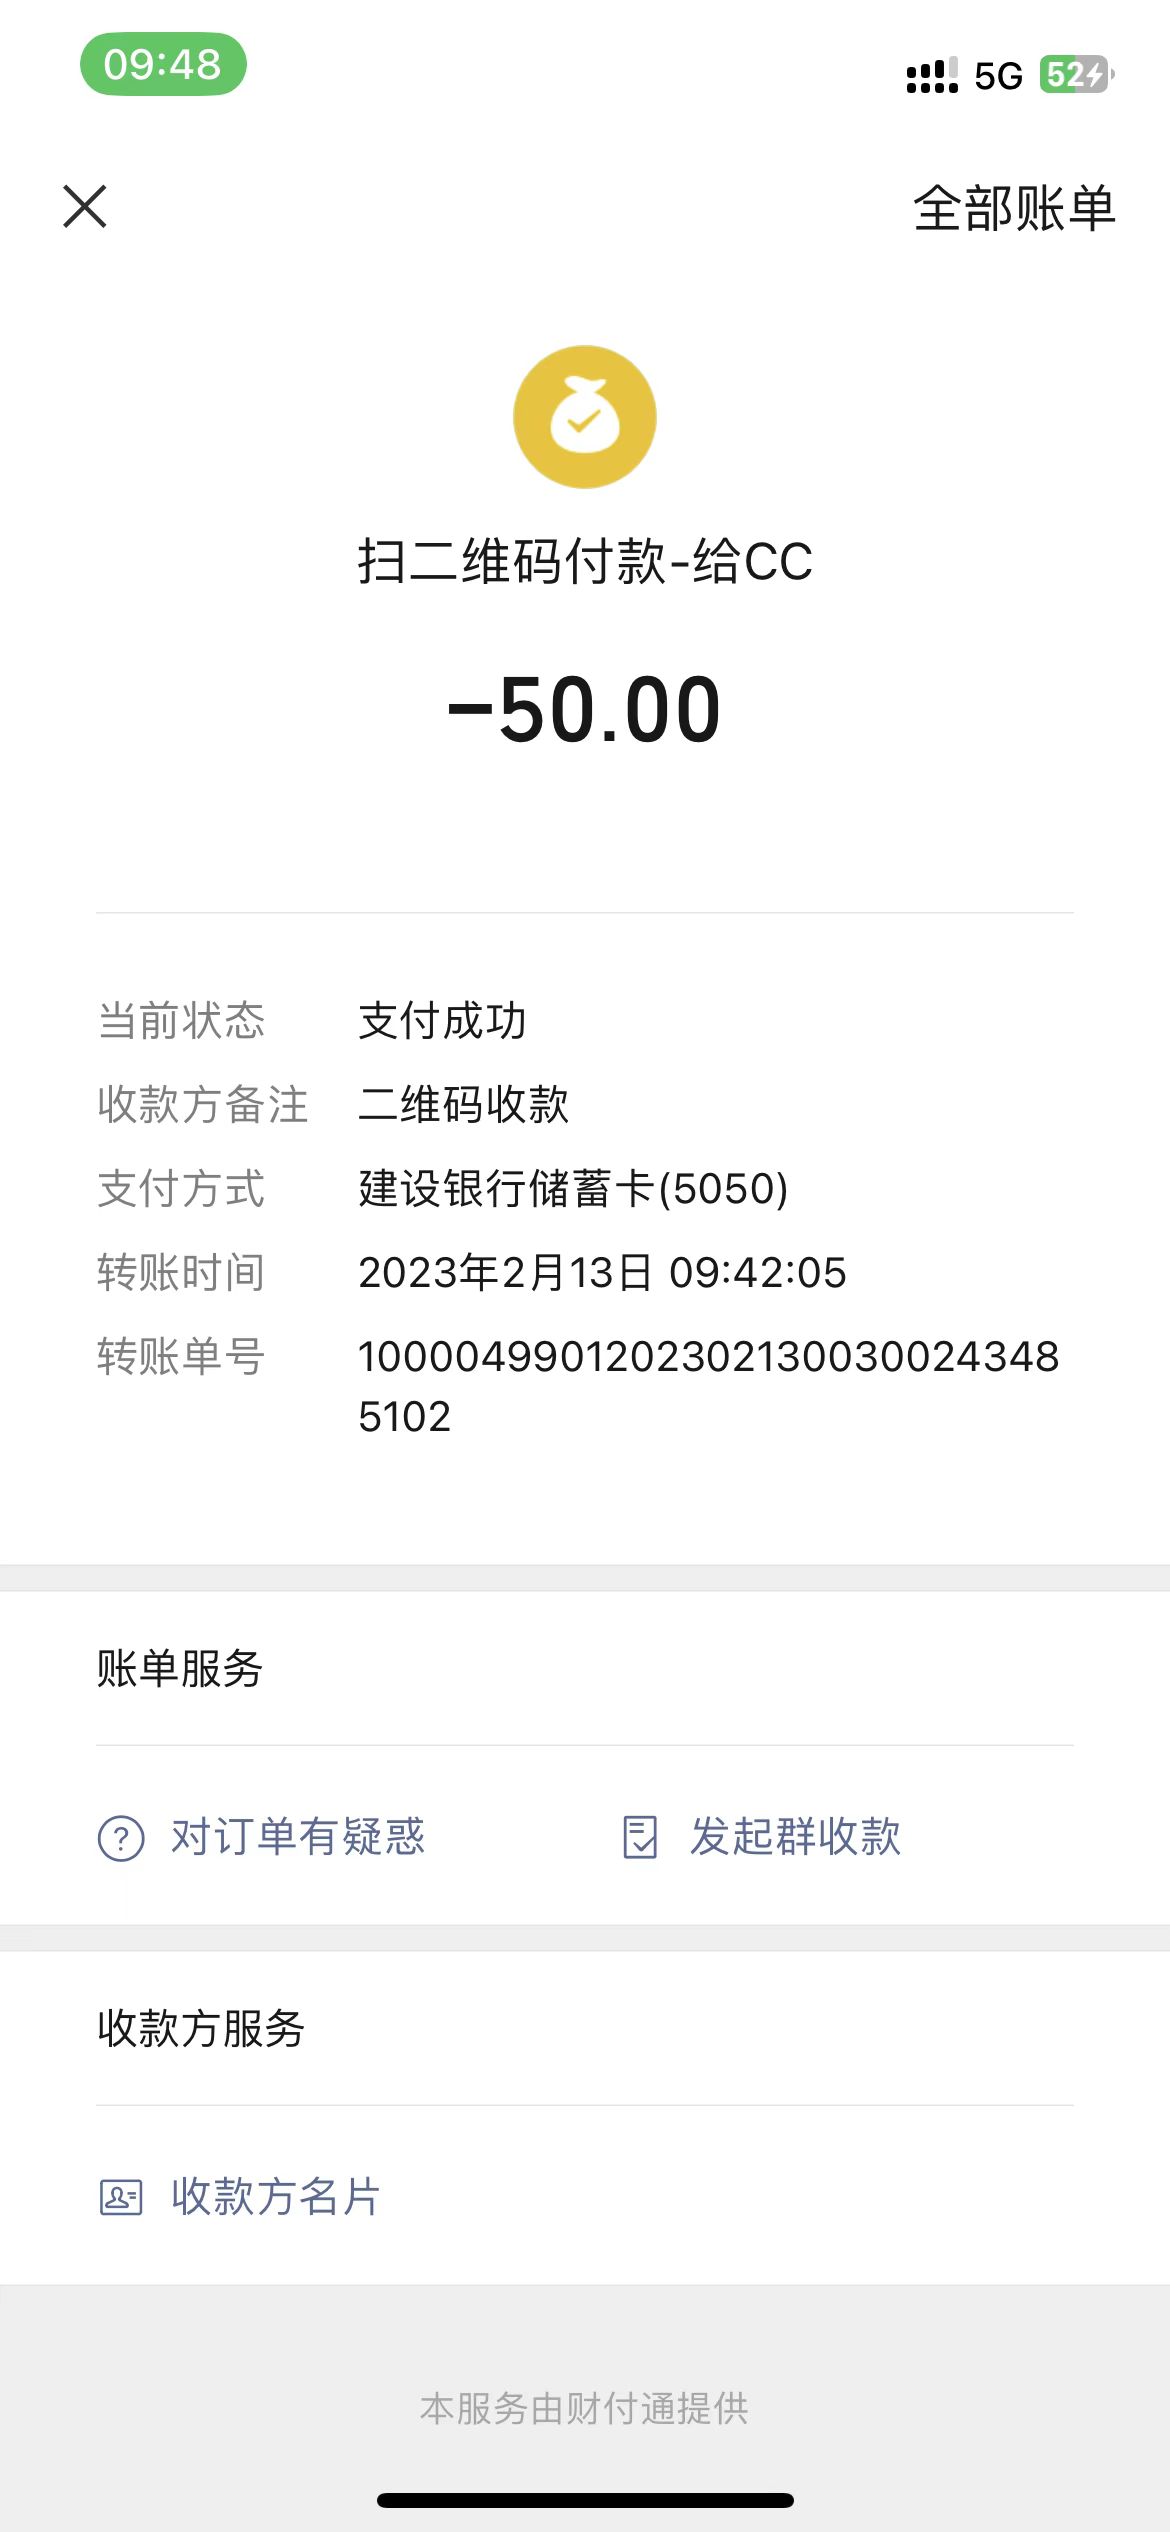 09:48
5G
52
全部账单
扫二维码付款-给CC
-50.00
当前状态 支付成功
收款方备注 二维码收款
支付方式 建设银行储蓄卡(5050)
转账时间 2023年2月13日 09:42:05
转账单号 1000049901202302130030024348
5102
账单服务
对订单有疑惑 发起群收款
收款方服务
收款方名片
本服务由财付通提供